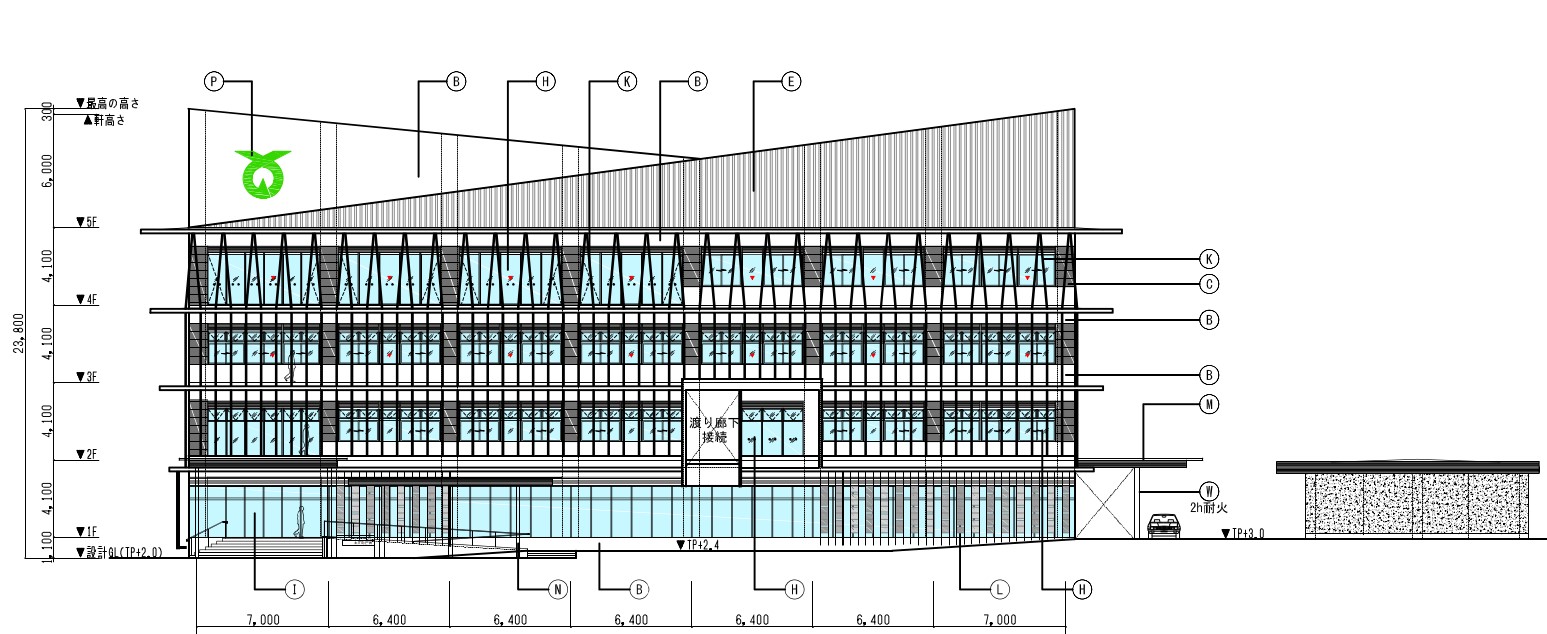 P
B
H
K
B
E
▼最高の高さ
300
▲軒高さ
6,000
▼5F
4,100
K
C
▼4F
B
23,800
4,100
B
▼3F
M
4,100
渡り廊下
接続
▼2F
W
2h耐火
4,100
▼1F
▼TP+3.0
▼TP+2.4
1,100
▼設計GL(TP+2.0)
I
N
B
H
L
H
7,000
6,400
6,400
6,400
6,400
6,400
7,000